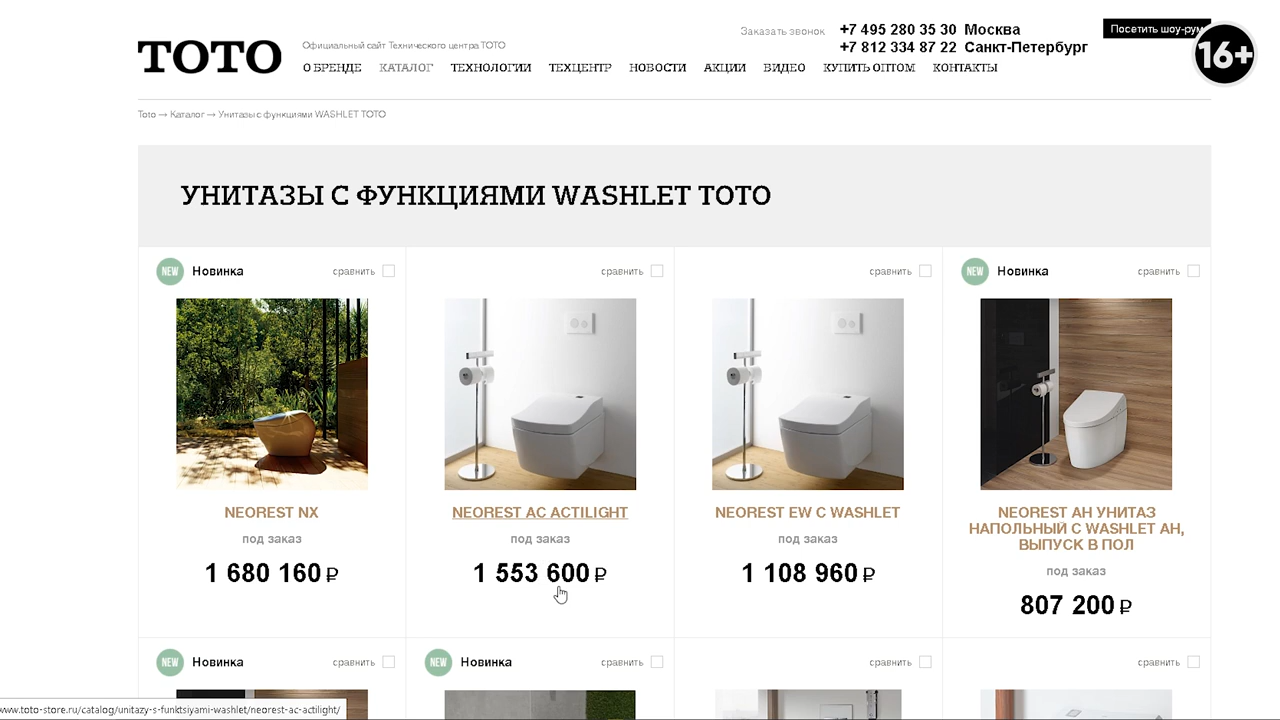 Заказать звонок +7 495 280 35 30 Москва
Посетить шоу-рум
16+
TOTO
Официальный сайт Технического центра TOTO
+7 812 334 87 22 Санкт-Петербург
О БРЕНДЕ КАТАЛОГ ТЕХНОЛОГИИ ТЕХЦЕНТР НОВОСТИ АКЦИИ ВИДЕО КУПИТЬ ОПТОМ КОНТАКТЫ
Toto → Каталог → Унитазы с функциями WASHLET TOTO
УНИТАЗЫ С ФУНКЦИЯМИ WASHLET TOTO
NEW Новинка сравнить
сравнить
сравнить
NEW Новинка сравнить
NEOREST NX
под заказ
1 680 160 ₽
NEOREST AC ACTILIGHT
под заказ
1 553 600 ₽
NEOREST EW С WASHLET
под заказ
1 108 960 ₽
NEOREST AH УНИТАЗ
НАПОЛЬНЫЙ С WASHLET AH,
ВЫПУСК В ПОЛ
под заказ
807 200 ₽
NEW Новинка сравнить
NEW Новинка сравнить
сравнить
сравнить
www.toto-store.ru/catalog/unitazy-s-funktsiyami-washlet/neorest-ac-actilight/